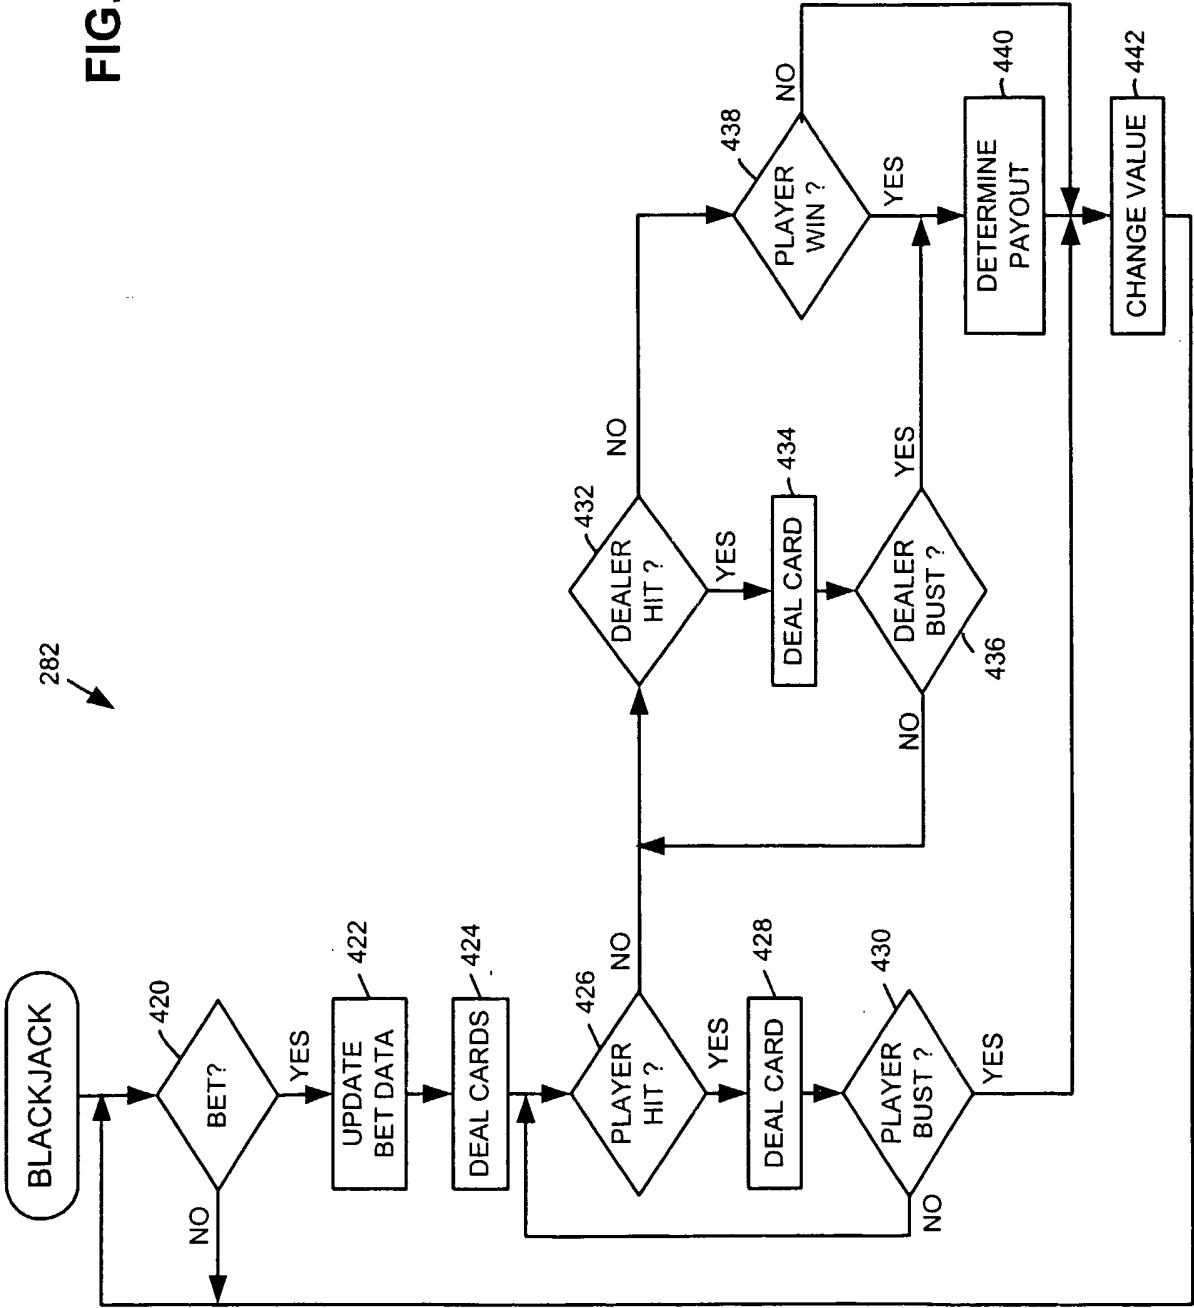 FIG.
282
BLACKJACK
420
BET?
NO
YES
422
UPDATE
BET DATA
424
DEAL CARDS
426
PLAYER
HIT ?
NO
YES
428
DEAL CARD
430
PLAYER
BUST ?
NO
YES
432
DEALER
HIT ?
NO
YES
434
DEAL CARD
DEALER
BUST ?
436
NO
YES
438
PLAYER
WIN ?
NO
YES
440
DETERMINE
PAYOUT
442
CHANGE VALUE